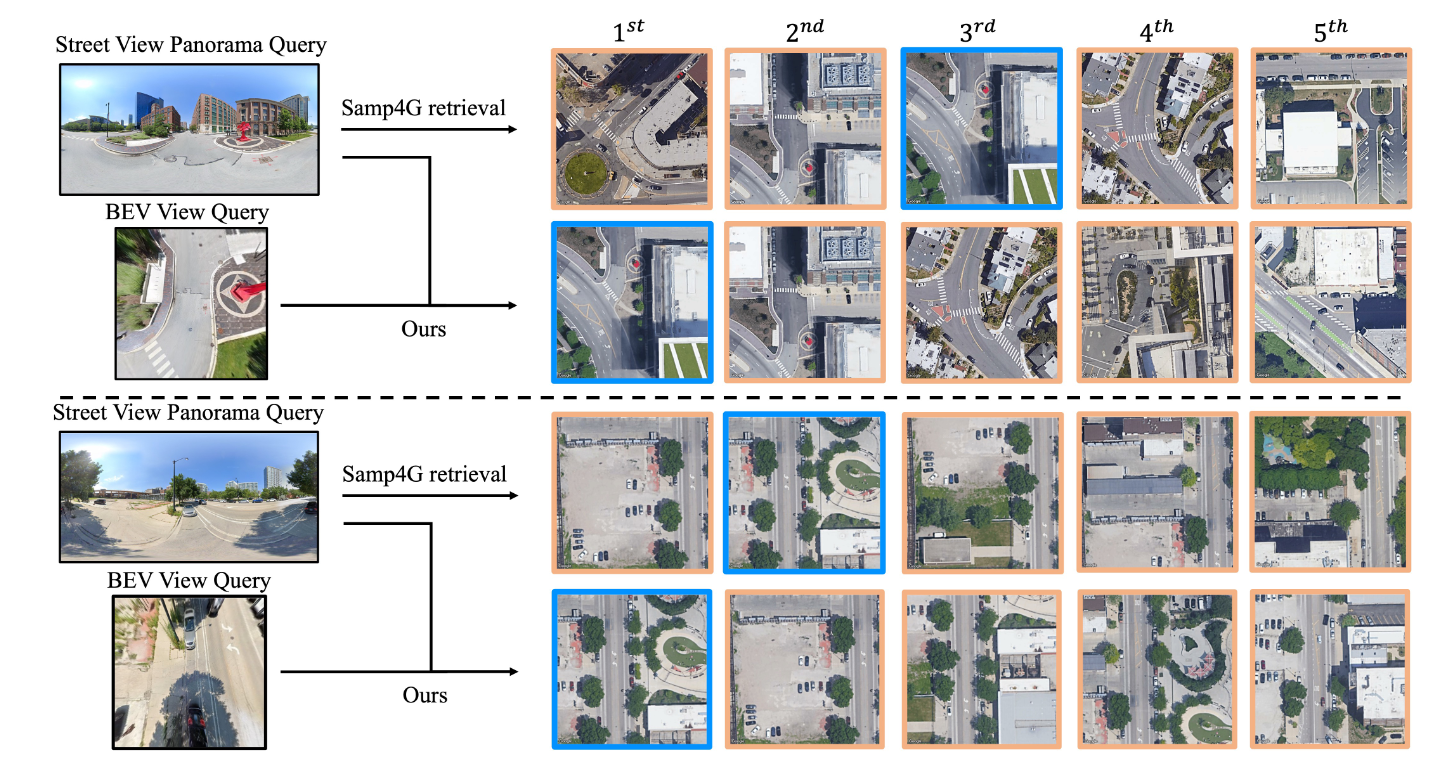 1st 2nd 3rd 4th 5th
Street View Panorama Query
Samp4G retrieval
BEV View Query
Ours
Street View Panorama Query
Samp4G retrieval
BEV View Query
Ours